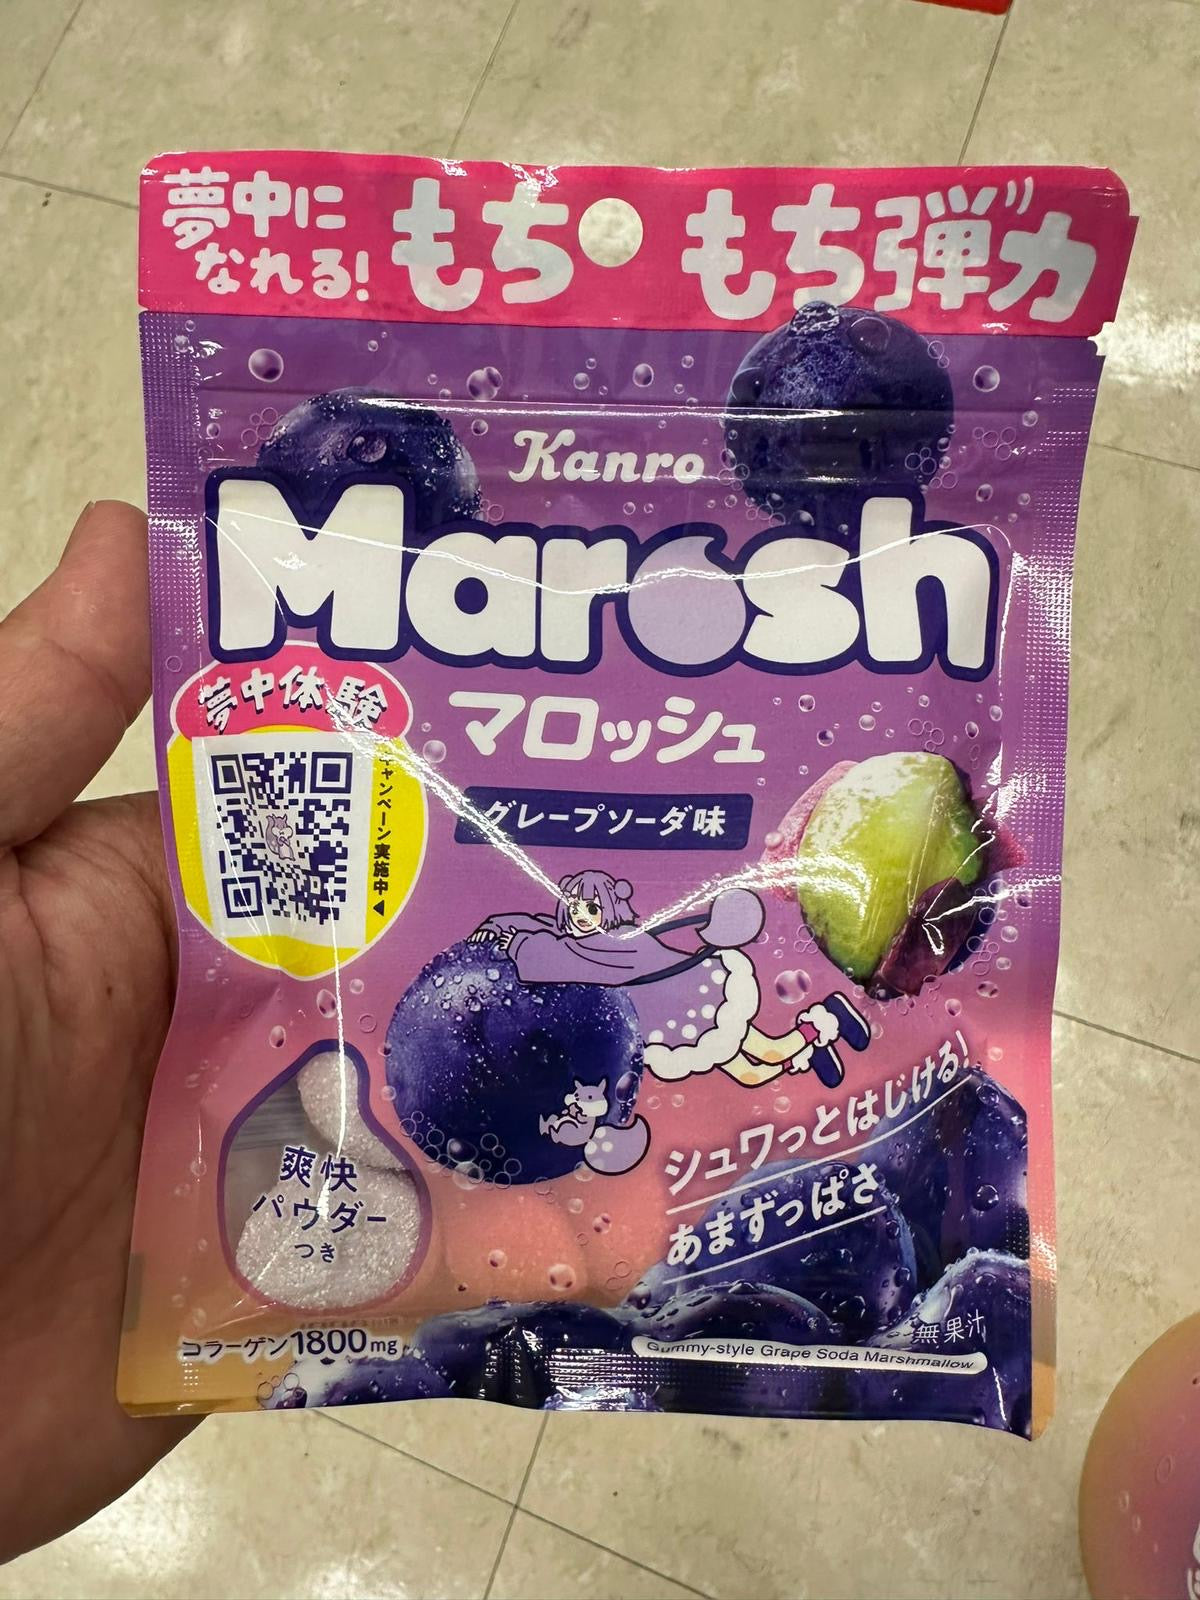 夢中に
なれる!
もちもち弾力
Kanro
Marosh
マロッシュ
グレープソーダ味
夢中体験
キャンペーン実施中◀
シュワっとはじける!
あまずっぱさ
爽快
パウダー
つき
コラーゲン1800mg
無果汁
Gummy-style Grape Soda Marshmallow